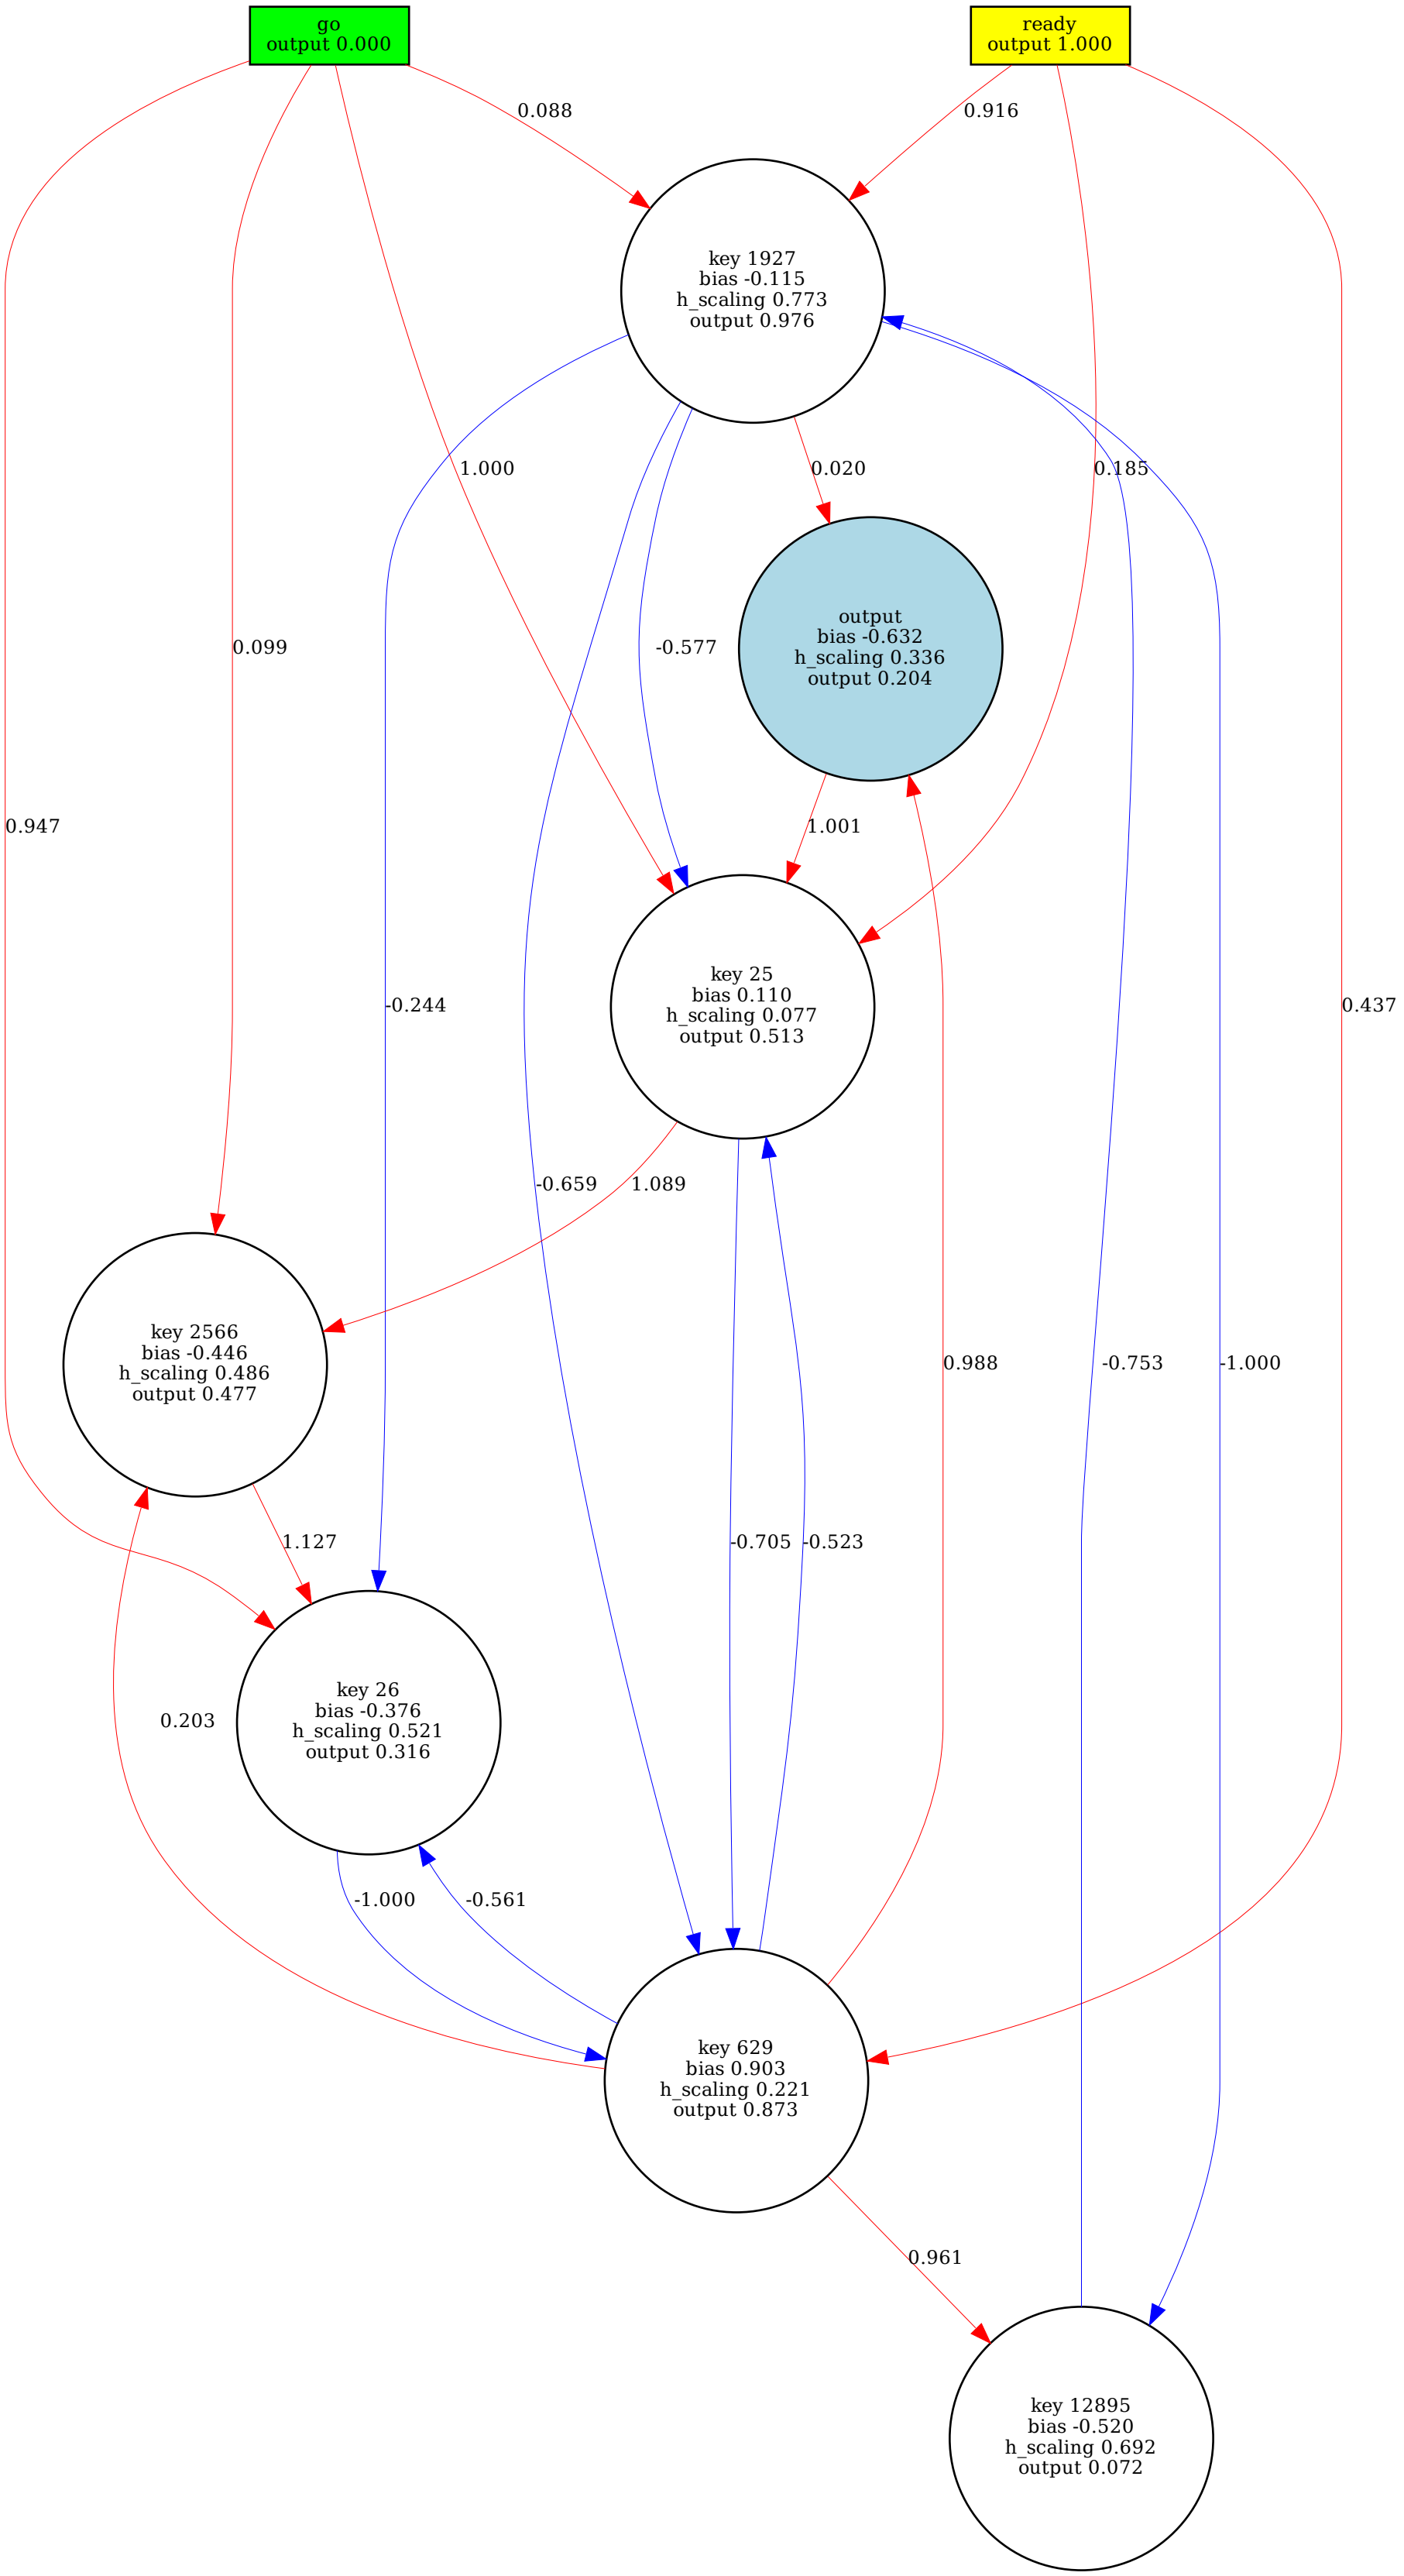 go
output 0.000
ready
output 1.000
0.088
0.916
key 1927
bias -0.115
h_scaling 0.773
output 0.976
1.000
0.020
0.185
output
bias -0.632
h_scaling 0.336
output 0.204
0.099
-0.577
0.947
1.001
key 25
bias 0.110
h_scaling 0.077
output 0.513
-0.244
0.437
-0.659
1.089
key 2566
bias -0.446
h_scaling 0.486
output 0.477
0.988
-0.753
-1.000
1.127
-0.705
-0.523
key 26
bias -0.376
h_scaling 0.521
output 0.316
0.203
-1.000
-0.561
key 629
bias 0.903
h_scaling 0.221
output 0.873
0.961
key 12895
bias -0.520
h_scaling 0.692
output 0.072